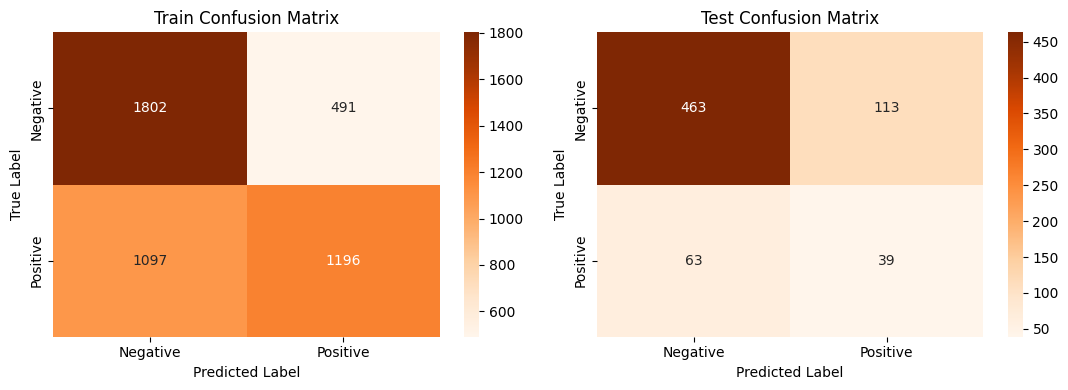 Train Confusion Matrix
True Label
Negative
Positive
1802
491
1097
1196
Negative
Positive
Predicted Label
1800
1600
1400
1200
1000
800
600
Test Confusion Matrix
True Label
Negative
Positive
463
113
63
39
Negative
Positive
Predicted Label
450
400
350
300
250
200
150
100
50